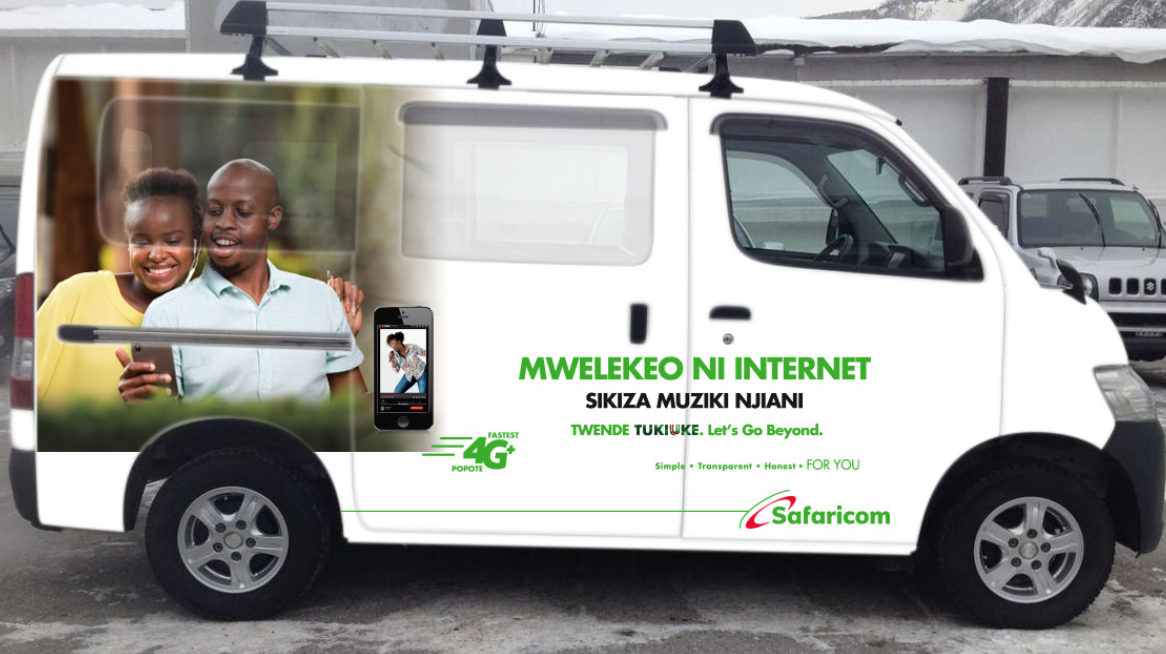 MWELEKEO NI INTERNET
SIKIZA MUZIKI NJIANI
TWENDE TUKIUKE. Let's Go Beyond.
FASTEST
4G+
POPOTE
Simple • Transparent • Honest • FOR YOU
Safaricom